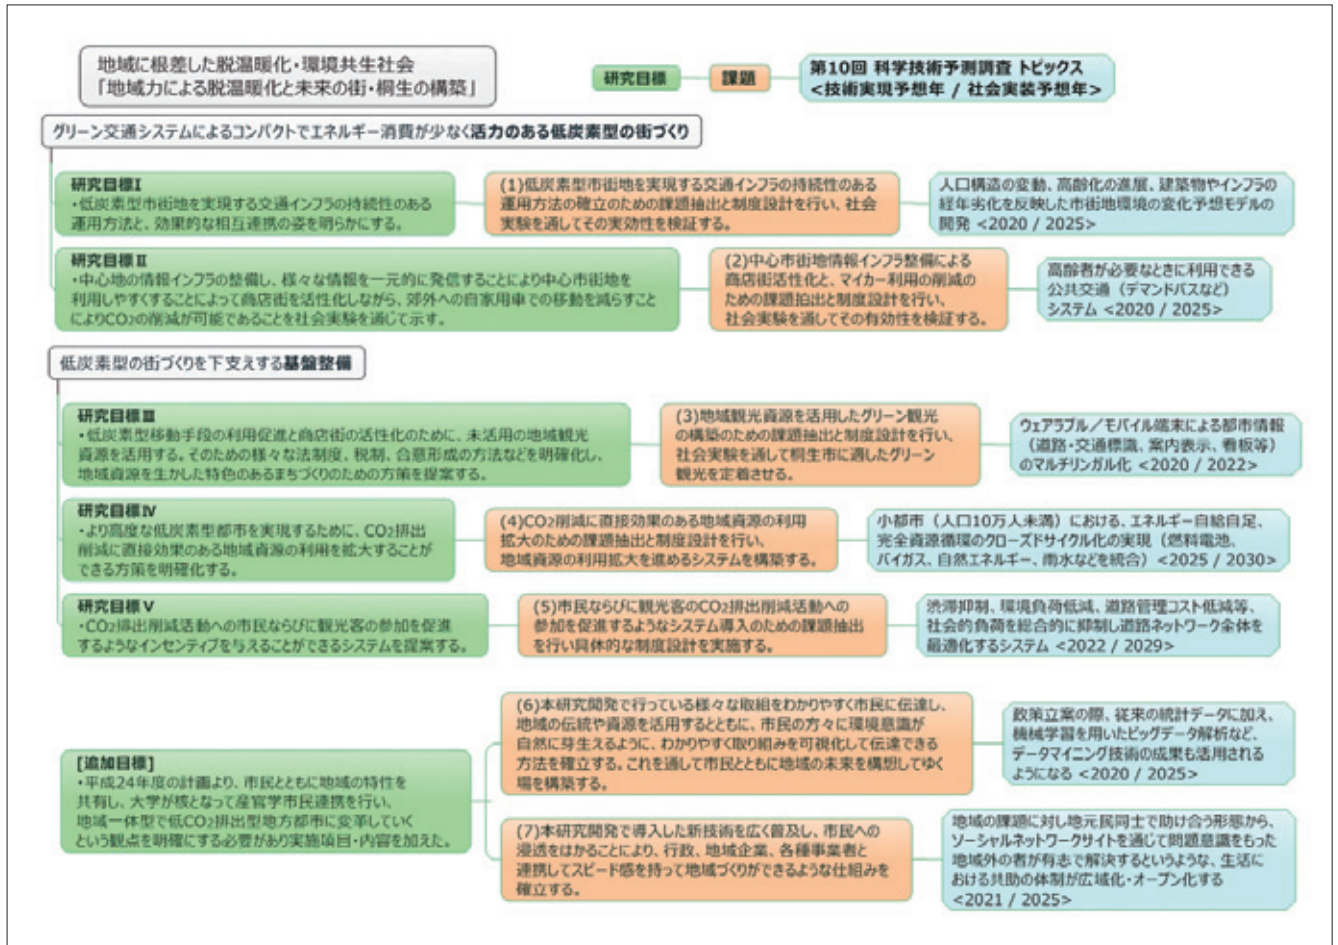 地域に根差した脱温暖化・環境共生社会
「地域力による脱温暖化と未来の街・桐生の構築」
研究目標
課題
第10回 科学技術予測調査 トピックス
<技術実現予想年 / 社会実装予想年>
グリーン交通システムによるコンパクトでエネルギー消費が少なく活力のある低炭素型の街づくり
研究目標Ⅰ
・低炭素型市街地を実現する交通インフラの持続性のある
運用方法と、効果的な相互連携の姿を明らかにする。
(1)低炭素型市街地を実現する交通インフラの持続性のある
運用方法の確立のための課題抽出と制度設計を行い、社会
実験を通してその実効性を検証する。
人口構造の変動、高齢化の進展、建築物やインフラの
経年劣化を反映した市街地環境の変化予想モデルの
開発 <2020 / 2025>
研究目標Ⅱ
・中心地の情報インフラの整備し、様々な情報を一元的に発信することにより中心市街地を
利用しやすくすることによって商店街を活性化しながら、郊外への自家用車での移動を減らすこと
によりCO₂の削減が可能であることを社会実験を通じて示す。
(2)中心市街地情報インフラ整備による
商店街活性化と、マイカー利用の削減の
ための課題抽出と制度設計を行い、
社会実験を通してその有効性を検証する。
高齢者が必要なときに利用できる
公共交通（デマンドバスなど）
システム <2020 / 2025>
低炭素型の街づくりを下支えする基盤整備
研究目標Ⅲ
・低炭素型移動手段の利用促進と商店街の活性化のために、未活用の地域観光
資源を活用する。そのための様々な法制度、税制、合意形成の方法などを明確化し、
地域資源を生かした特色のあるまちづくりのための方策を提案する。
(3)地域観光資源を活用したグリーン観光
の構築のための課題抽出と制度設計を行い、
社会実験を通して桐生市に適したグリーン
観光を定着させる。
ウェアラブル／モバイル端末による都市情報
（道路・交通標識、案内表示、看板等）
のマルチリンガル化 <2020 / 2022>
研究目標Ⅳ
・より高度な低炭素型都市を実現するために、CO₂排出
削減に直接効果のある地域資源の利用を拡大することが
できる方策を明確化する。
(4)CO₂削減に直接効果のある地域資源の利用
拡大のための課題抽出と制度設計を行い、
地域資源の利用拡大を進めるシステムを構築する。
小都市（人口10万人未満）における、エネルギー自給自足、
完全資源循環のクローズドサイクル化の実現（燃料電池、
バイガス、自然エネルギー、雨水などを統合）<2025 / 2030>
研究目標Ⅴ
・CO₂排出削減活動への市民ならびに観光客の参加を促進
するようなインセンティブを与えることができるシステムを提案する。
(5)市民ならびに観光客のCO₂排出削減活動への
参加を促進するようなシステム導入のための課題抽出
を行い具体的な制度設計を実施する。
渋滞抑制、環境負荷低減、道路管理コスト低減等、
社会的負荷を総合的に抑制し道路ネットワーク全体を
最適化するシステム <2022 / 2029>
[追加目標]
・平成24年度の計画より、市民とともに地域の特性を
共有し、大学が核となって産官学市民連携を行い、
地域一体型で低CO₂排出型地方都市に変革していく
という観点を明確にする必要があり実施項目・内容を加えた。
(6)本研究開発で行っている様々な取組をわかりやすく市民に伝達し、
地域の伝統や資源を活用するとともに、市民の方々に環境意識が
自然に芽生えるように、わかりやすく取り組みを可視化して伝達できる
方法を確立する。これを通して市民とともに地域の未来を構想してゆく
場を構築する。
政策立案の際、従来の統計データに加え、
機械学習を用いたビッグデータ解析など、
データマイニング技術の成果も活用される
ようになる <2020 / 2025>
(7)本研究開発で導入した新技術を広く普及し、市民への
浸透をはかることにより、行政、地域企業、各種事業者と
連携してスピード感を持って地域づくりができるような仕組みを
確立する。
地域の課題に対し地元民同士で助け合う形態から、
ソーシャルネットワークサイトを通じて問題意識をもった
地域外の者が有志で解決するというような、生活に
おける共助の体制が広域化・オープン化する
<2021 / 2025>